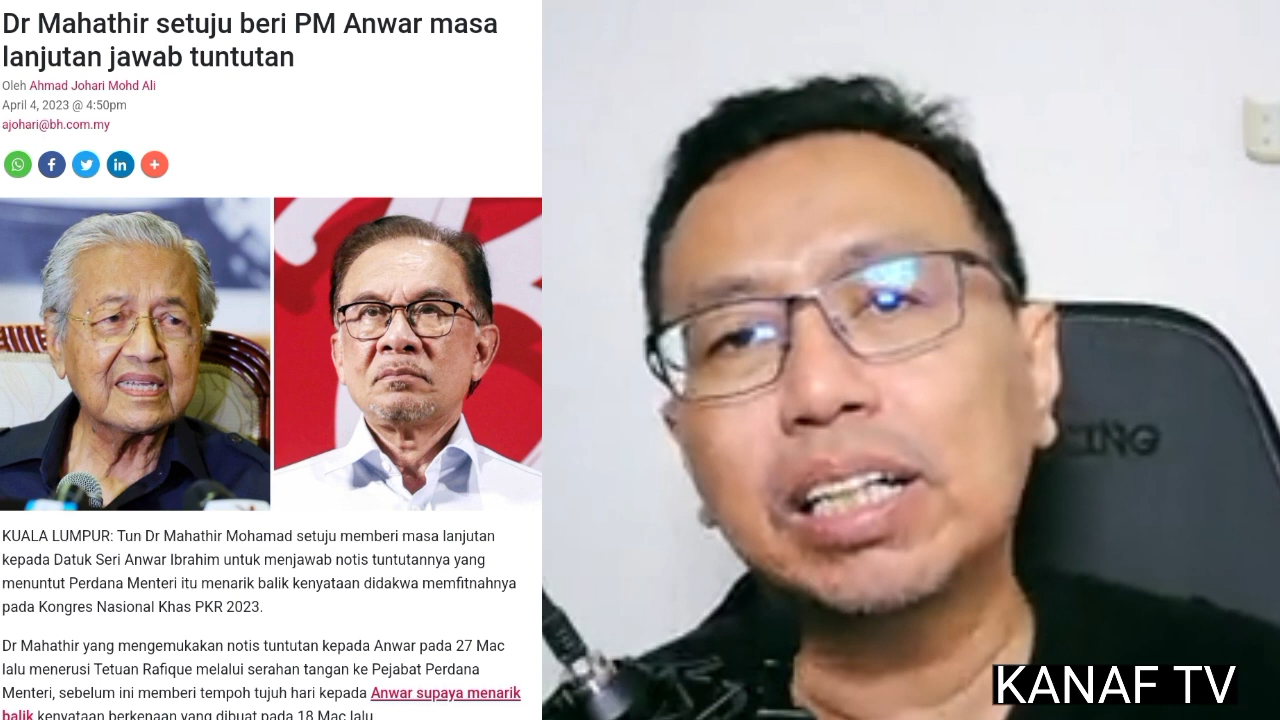 Dr Mahathir setuju beri PM Anwar masa
lanjutan jawab tuntutan
Oleh Ahmad Johari Mohd Ali
April 4, 2023 @ 4:50pm
ajohari@bh.com.my
KUALA LUMPUR: Tun Dr Mahathir Mohamad setuju memberi masa lanjutan
kepada Datuk Seri Anwar Ibrahim untuk menjawab notis tuntutannya yang
menuntut Perdana Menteri itu menarik balik kenyataan didakwa memfitnahnya
pada Kongres Nasional Khas PKR 2023.
Dr Mahathir yang mengemukakan notis tuntutan kepada Anwar pada 27 Mac
lalu menerusi Tetuan Rafique melalui serahan tangan ke Pejabat Perdana
Menteri, sebelum ini memberi tempoh tujuh hari kepada Anwar supaya menarik
balik kenyataan berkenaan yang dibuat pada 18 Mac lalu
CING
KANAF TV